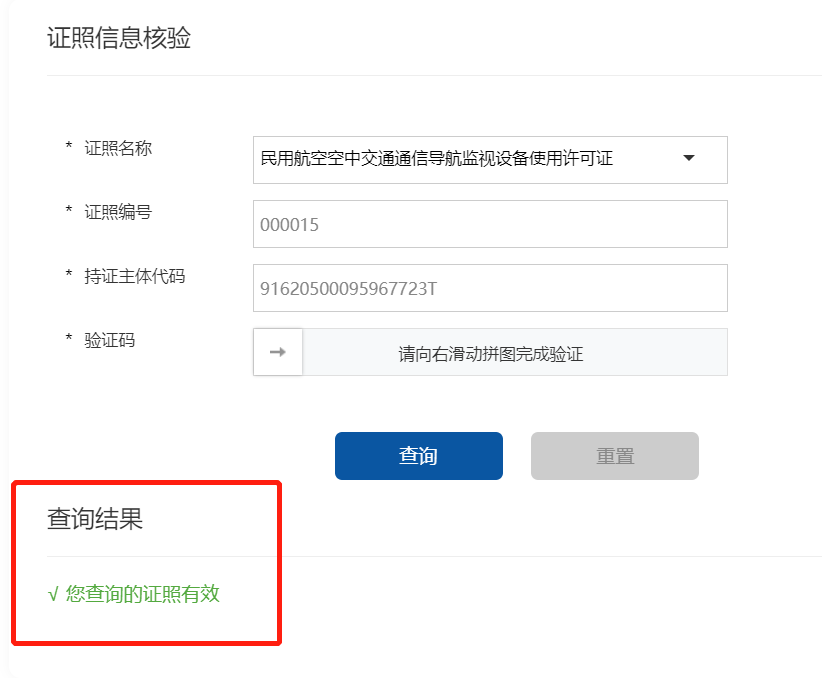 证照信息核验
* 证照名称 民用航空空中交通通信导航监视设备使用许可证
* 证照编号 000015
* 持证主体代码 91620500095967723T
* 验证码 → 请向右滑动拼图完成验证
查询 重置
查询结果
√ 您查询的证照有效